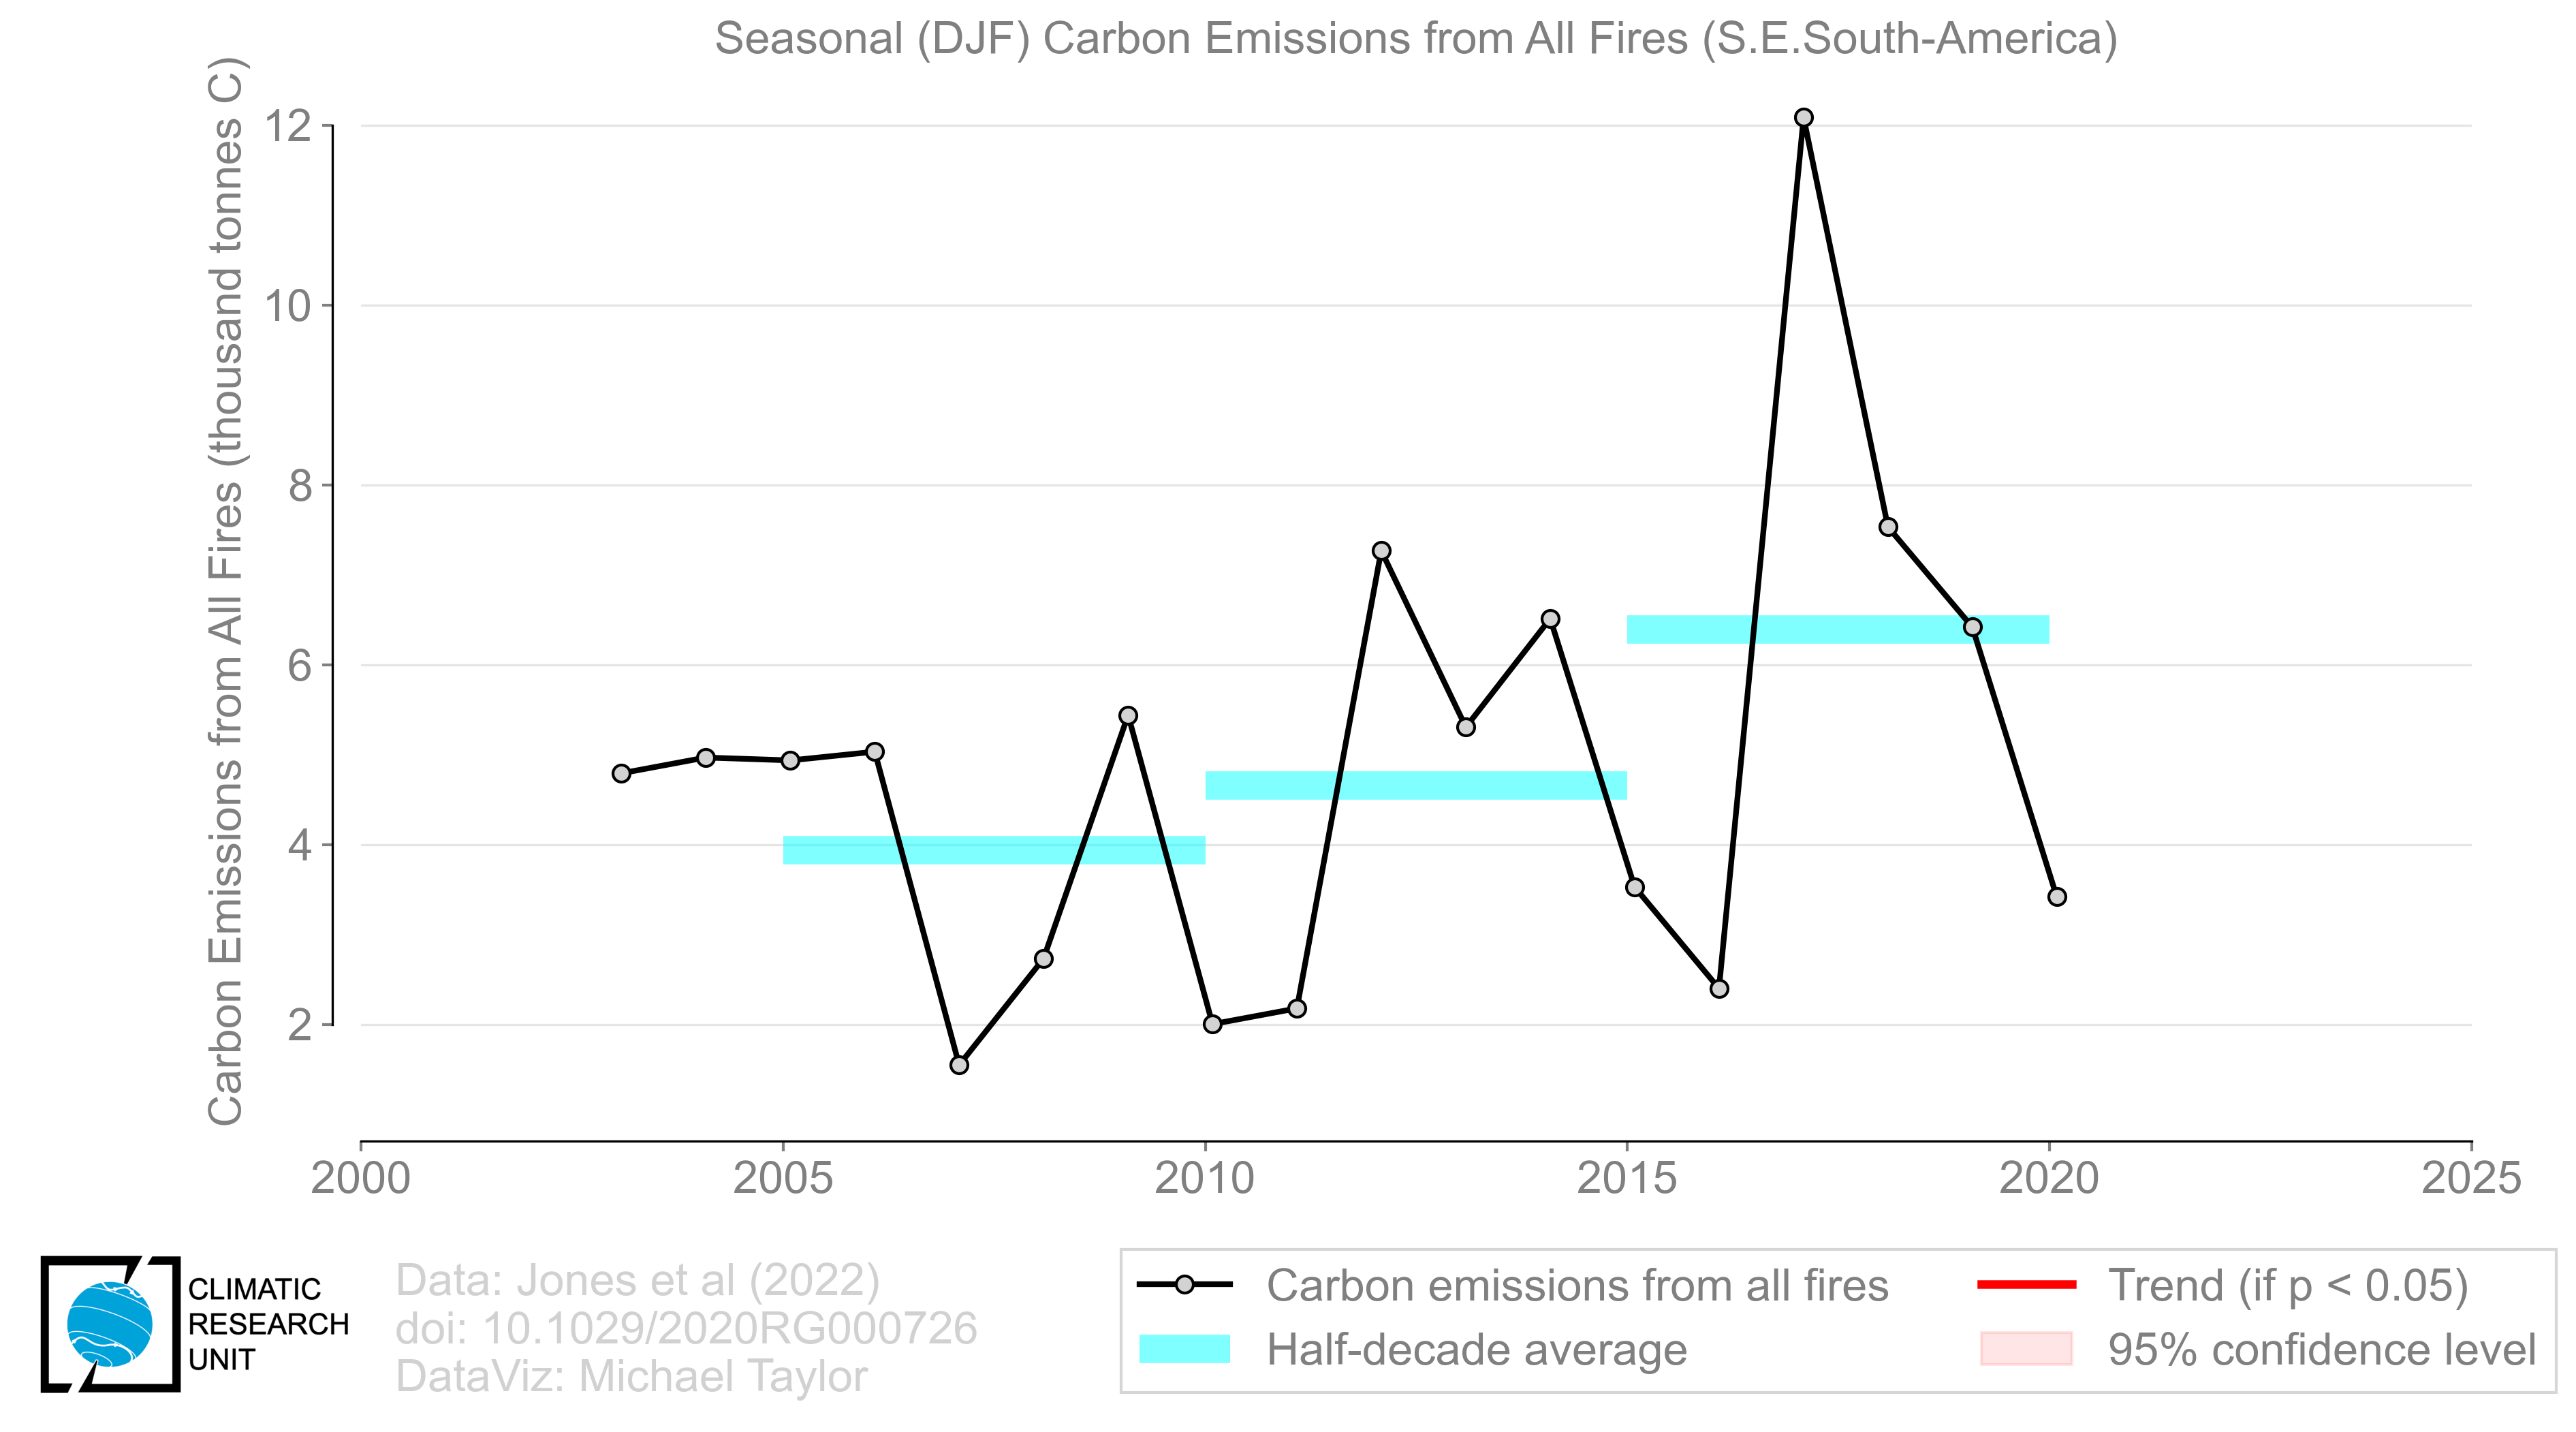 Seasonal (DJF) Carbon Emissions from All Fires (S.E.South-America)
Carbon Emissions from All Fires (thousand tonnes C)
12
10
8
6
4
2
2000
2005
2010
2015
2020
2025
CLIMATIC
RESEARCH
UNIT
Data: Jones et al (2022)
doi: 10.1029/2020RG000726
DataViz: Michael Taylor
Carbon emissions from all fires
Half-decade average
Trend (if p < 0.05)
95% confidence level